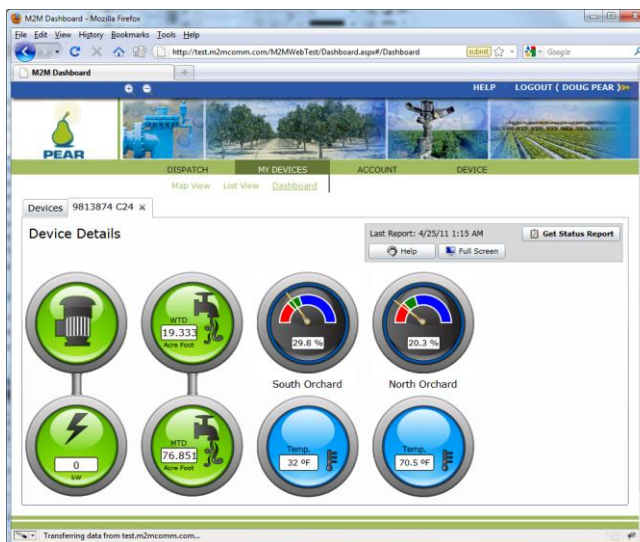 M2M Dashboard - Mozilla Firefox
File Edit View History Bookmarks Tools Help
http://test.m2mcomm.com/M2MWebTest/Dashboard.aspx#/Dashboard
submit
Google
M2M Dashboard
HELP LOGOUT ( DOUG PEAR )
PEAR
DISPATCH MY DEVICES ACCOUNT DEVICE
Map View List View Dashboard
Devices 9813874 C24
Device Details
Last Report: 4/25/11 1:15 AM
Get Status Report
Help Full Screen
WTD
19.333
Acre Foot
29.8 %
20.3 %
South Orchard North Orchard
0
kW
MTD
76.851
Acre Foot
Temp.
32 ºF
Temp.
70.5 ºF
Transferring data from test.m2mcomm.com...